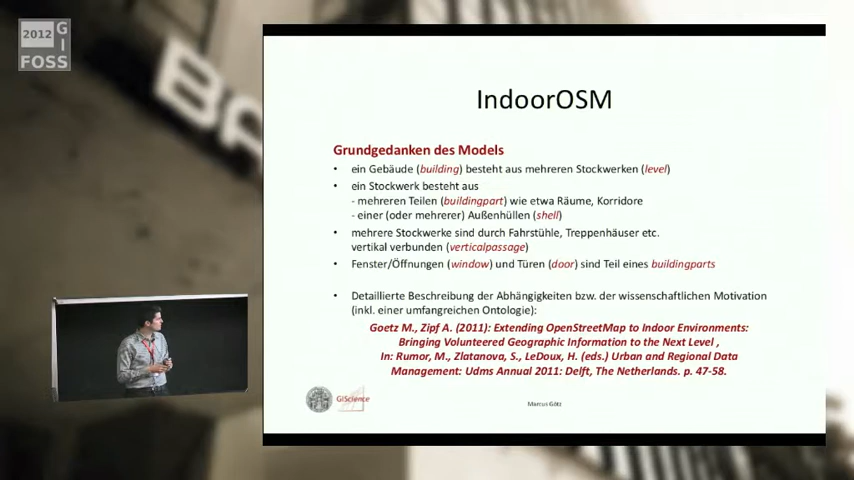 2012 G
I
FOSS
BA
IndoorOSM
Grundgedanken des Models
• ein Gebäude (building) besteht aus mehreren Stockwerken (level)
• ein Stockwerk besteht aus
- mehreren Teilen (buildingpart) wie etwa Räume, Korridore
- einer (oder mehrerer) Außenhüllen (shell)
• mehrere Stockwerke sind durch Fahrstühle, Treppenhäuser etc.
vertikal verbunden (verticalpassage)
• Fenster/Öffnungen (window) und Türen (door) sind Teil eines buildingparts
• Detaillierte Beschreibung der Abhängigkeiten bzw. der wissenschaftlichen Motivation
(inkl. einer umfangreichen Ontologie):
Goetz M., Zipf A. (2011): Extending OpenStreetMap to Indoor Environments:
Bringing Volunteered Geographic Information to the Next Level ,
In: Rumor, M., Zlatanova, S., LeDoux, H. (eds.) Urban and Regional Data
Management: Udms Annual 2011: Delft, The Netherlands. p. 47-58.
GIScience
Marcus Götz